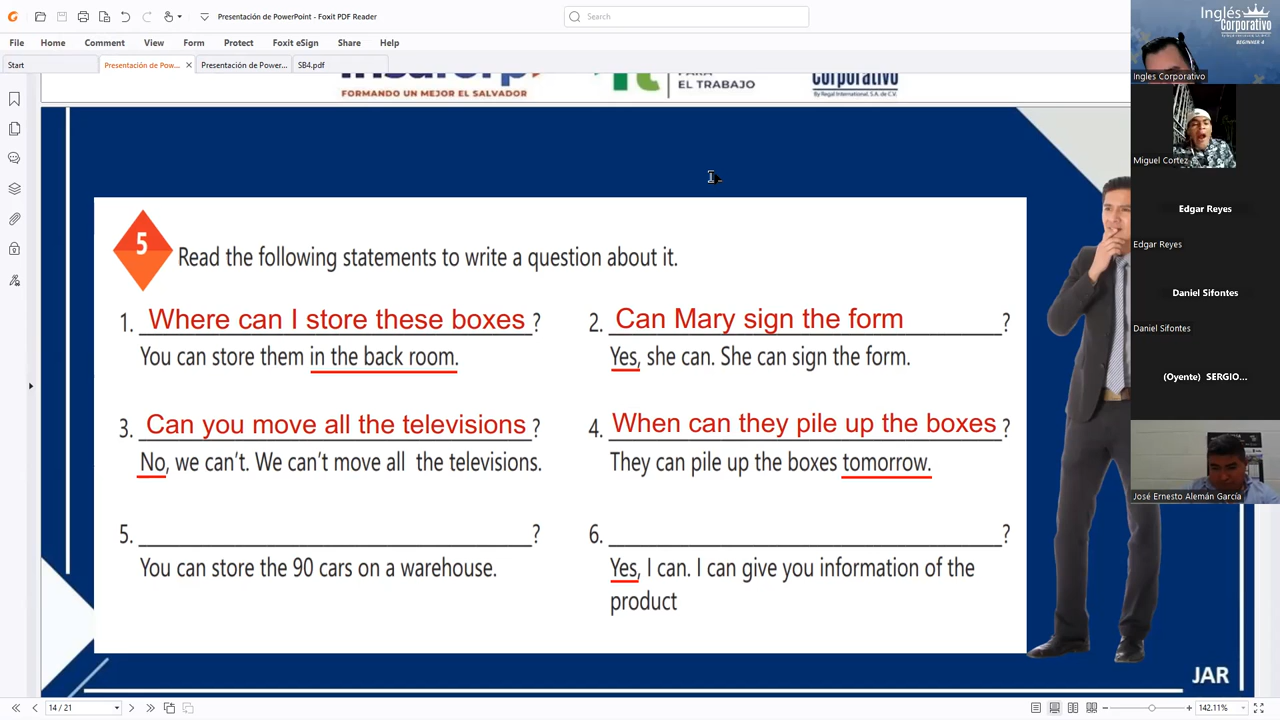 Presentación de PowerPoint - Foxit PDF Reader
Search
File Home Comment View Form Protect Foxit eSign Share Help
Start Presentación de Pow... Presentación de Power... SB4.pdf
FORMANDO UN MEJOR EL SALVADOR
EL TRABAJO
By Regal International, S.A. de C.V.
5
Read the following statements to write a question about it.
1. Where can I store these boxes ?
You can store them in the back room.
2. Can Mary sign the form ?
Yes, she can. She can sign the form.
3. Can you move all the televisions ?
No, we can't. We can't move all the televisions.
4. When can they pile up the boxes ?
They can pile up the boxes tomorrow.
5. ?
You can store the 90 cars on a warehouse.
6. ?
Yes, I can. I can give you information of the
product
JAR
Inglés
Corporativo
BEGINNER 4
Ingles Corporativo
Miguel Cortez
Edgar Reyes
Edgar Reyes
Daniel Sifontes
Daniel Sifontes
(Oyente) SERGIO...
José Ernesto Alemán García
14 / 21
142.11%